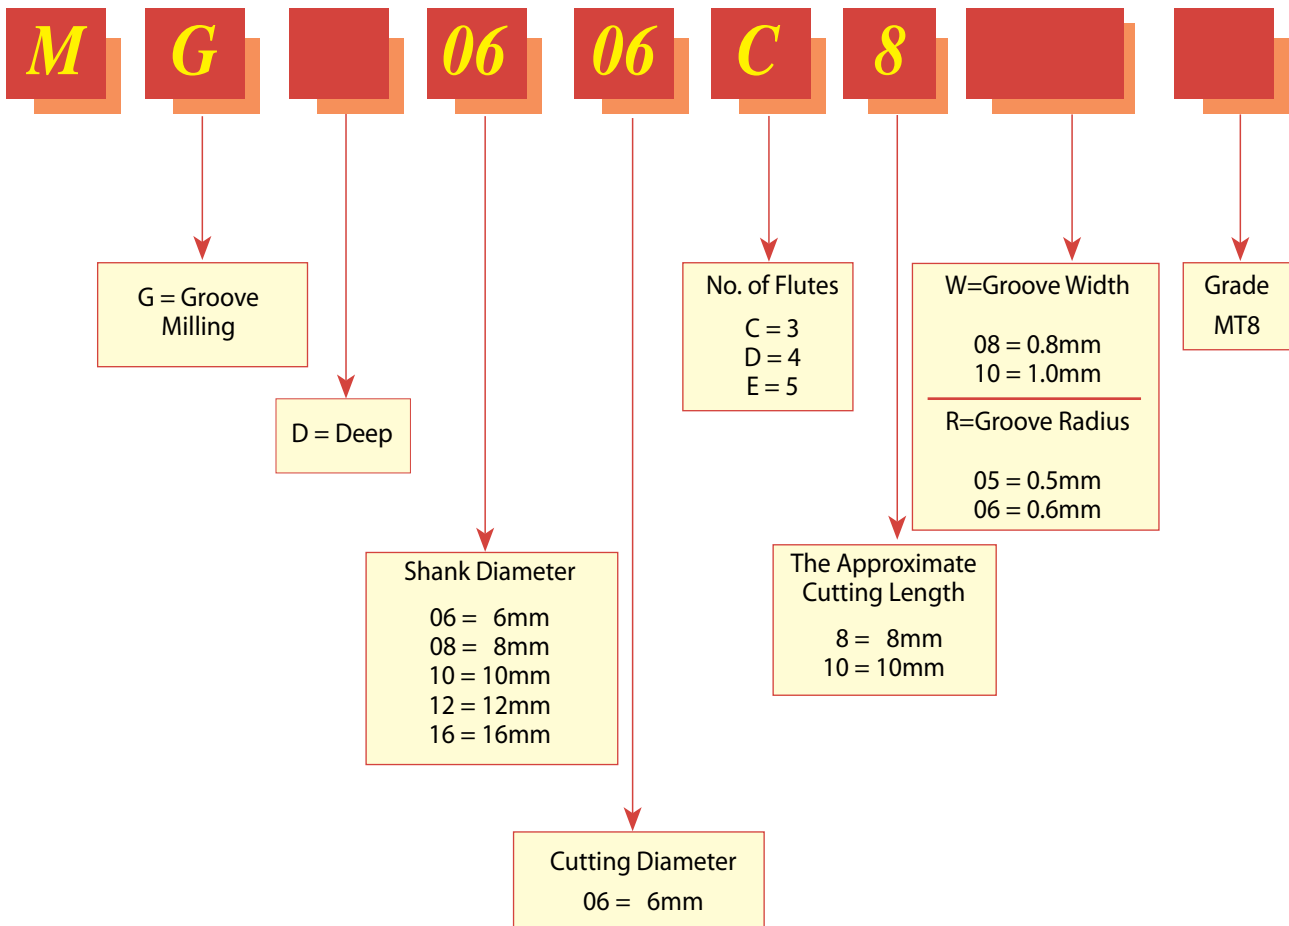 M G 06 06 C 8
G = Groove
Milling
D = Deep
Shank Diameter
06 = 6mm
08 = 8mm
10 = 10mm
12 = 12mm
16 = 16mm
Cutting Diameter
06 = 6mm
No. of Flutes
C = 3
D = 4
E = 5
The Approximate
Cutting Length
8 = 8mm
10 = 10mm
W=Groove Width
08 = 0.8mm
10 = 1.0mm
R=Groove Radius
05 = 0.5mm
06 = 0.6mm
Grade
MT8